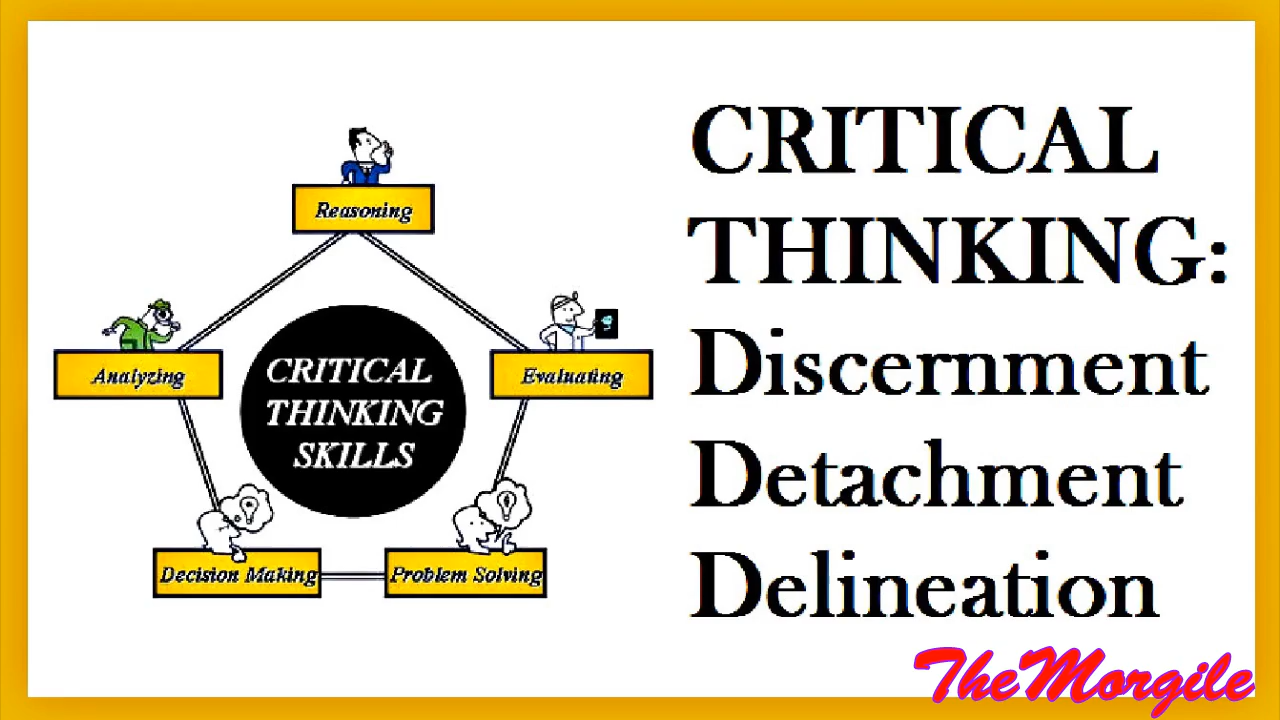 Reasoning
Analyzing
Evaluating
CRITICAL
THINKING
SKILLS
Decision Making
Problem Solving
CRITICAL
THINKING:
Discernment
Detachment
Delineation
TheMorgile